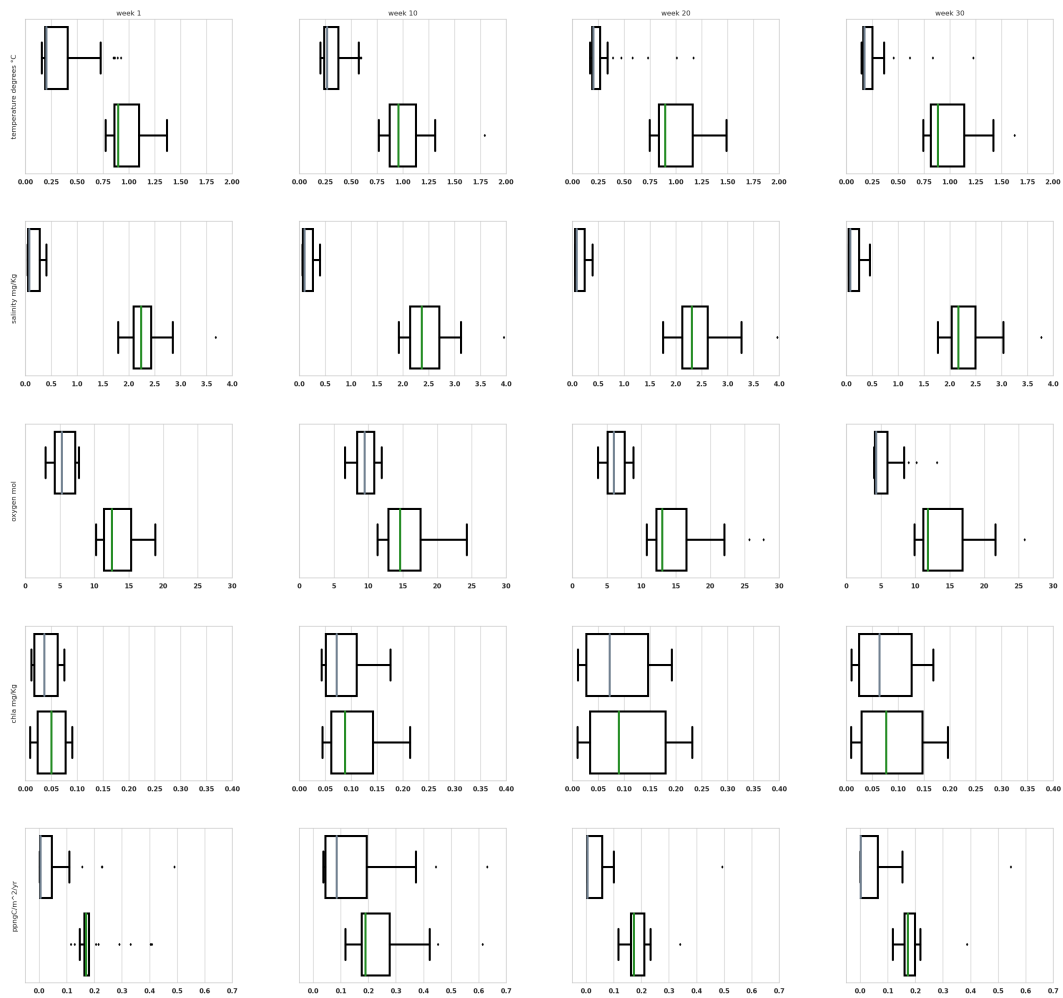 week 1 week 10 week 20 week 30
temperature degrees °C
0.00 0.25 0.50 0.75 1.00 1.25 1.50 1.75 2.00 0.00 0.25 0.50 0.75 1.00 1.25 1.50 1.75 2.00 0.00 0.25 0.50 0.75 1.00 1.25 1.50 1.75 2.00 0.00 0.25 0.50 0.75 1.00 1.25 1.50 1.75 2.00
salinity mg/Kg
0.0 0.5 1.0 1.5 2.0 2.5 3.0 3.5 4.0 0.0 0.5 1.0 1.5 2.0 2.5 3.0 3.5 4.0 0.0 0.5 1.0 1.5 2.0 2.5 3.0 3.5 4.0 0.0 0.5 1.0 1.5 2.0 2.5 3.0 3.5 4.0
oxygen mol
0 5 10 15 20 25 30 0 5 10 15 20 25 30 0 5 10 15 20 25 30 0 5 10 15 20 25 30
chia mg/Kg
0.00 0.05 0.10 0.15 0.20 0.25 0.30 0.35 0.40 0.00 0.05 0.10 0.15 0.20 0.25 0.30 0.35 0.40 0.00 0.05 0.10 0.15 0.20 0.25 0.30 0.35 0.40 0.00 0.05 0.10 0.15 0.20 0.25 0.30 0.35 0.40
ppngC/m^2/yr
0.0 0.1 0.2 0.3 0.4 0.5 0.6 0.7 0.0 0.1 0.2 0.3 0.4 0.5 0.6 0.7 0.0 0.1 0.2 0.3 0.4 0.5 0.6 0.7 0.0 0.1 0.2 0.3 0.4 0.5 0.6 0.7